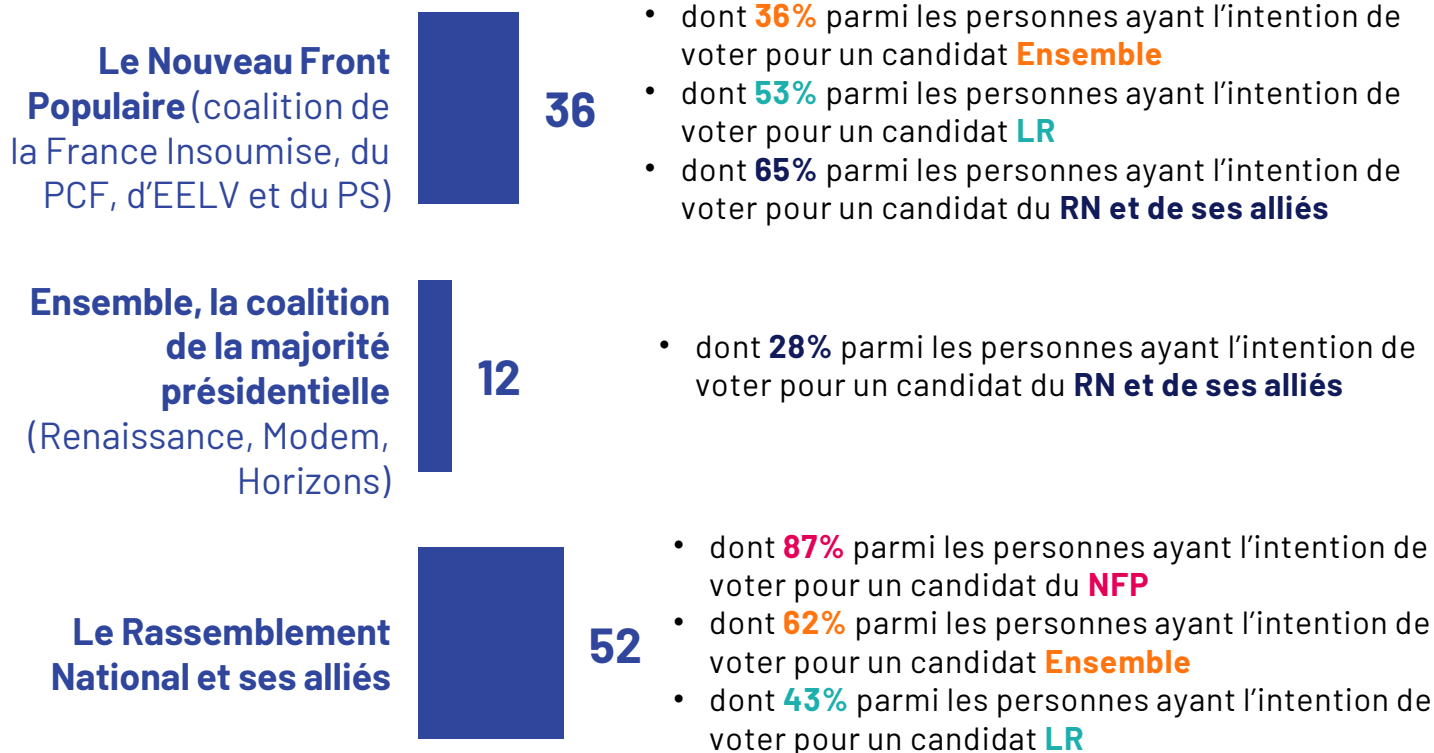 Le Nouveau Front
Populaire (coalition de
la France Insoumise, du
PCF, d’EELV et du PS)
36
• dont 36% parmi les personnes ayant l’intention de
voter pour un candidat Ensemble
• dont 53% parmi les personnes ayant l’intention de
voter pour un candidat LR
• dont 65% parmi les personnes ayant l’intention de
voter pour un candidat du RN et de ses alliés
Ensemble, la coalition
de la majorité
présidentielle
(Renaissance, Modem,
Horizons)
12
• dont 28% parmi les personnes ayant l’intention de
voter pour un candidat du RN et de ses alliés
Le Rassemblement
National et ses alliés
52
• dont 87% parmi les personnes ayant l’intention de
voter pour un candidat du NFP
• dont 62% parmi les personnes ayant l’intention de
voter pour un candidat Ensemble
• dont 43% parmi les personnes ayant l’intention de
voter pour un candidat LR